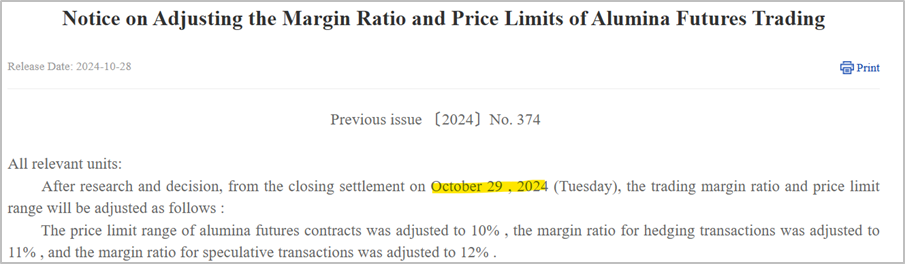 Notice on Adjusting the Margin Ratio and Price Limits of Alumina Futures Trading
Release Date: 2024-10-28
Print
Previous issue 〔2024〕No. 374
All relevant units:
After research and decision, from the closing settlement on October 29 , 2024 (Tuesday), the trading margin ratio and price limit
range will be adjusted as follows :
The price limit range of alumina futures contracts was adjusted to 10% , the margin ratio for hedging transactions was adjusted to
11% , and the margin ratio for speculative transactions was adjusted to 12% .